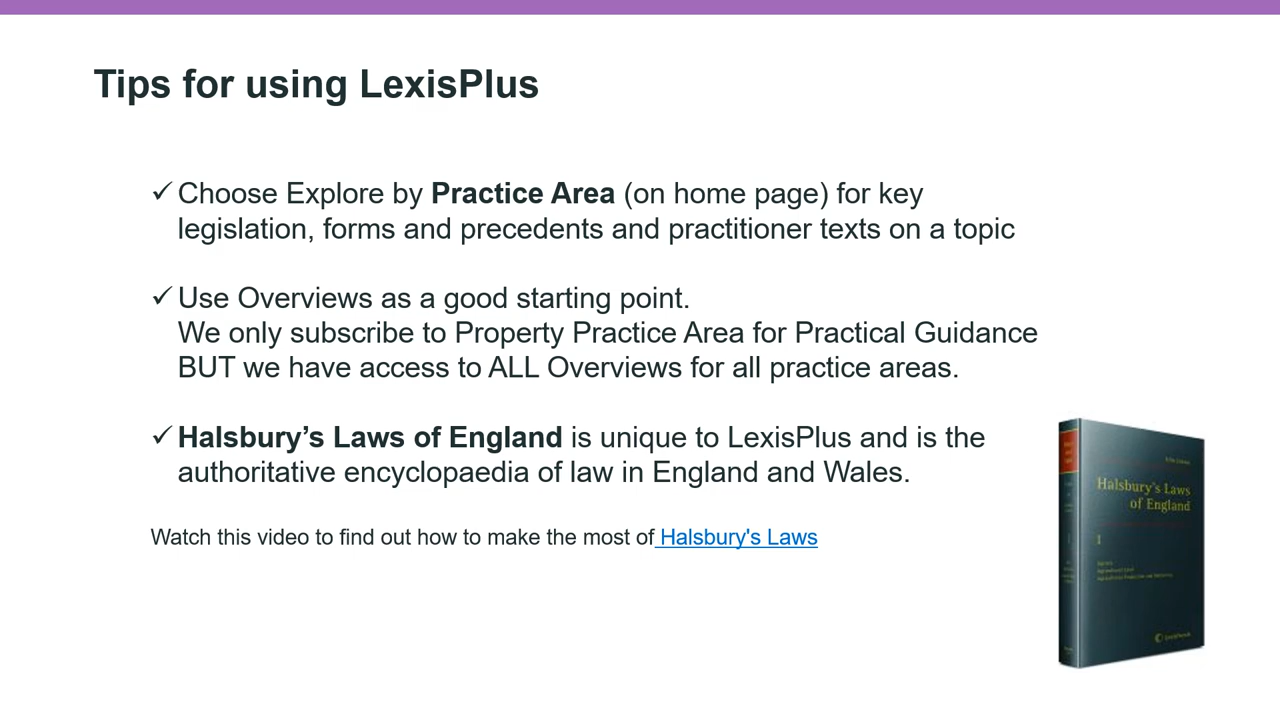 Tips for using LexisPlus
✓ Choose Explore by Practice Area (on home page) for key
legislation, forms and precedents and practitioner texts on a topic
✓ Use Overviews as a good starting point.
We only subscribe to Property Practice Area for Practical Guidance
BUT we have access to ALL Overviews for all practice areas.
✓ Halsbury’s Laws of England is unique to LexisPlus and is the
authoritative encyclopaedia of law in England and Wales.
Watch this video to find out how to make the most of Halsbury's Laws
Halsbury's Laws
of England
1